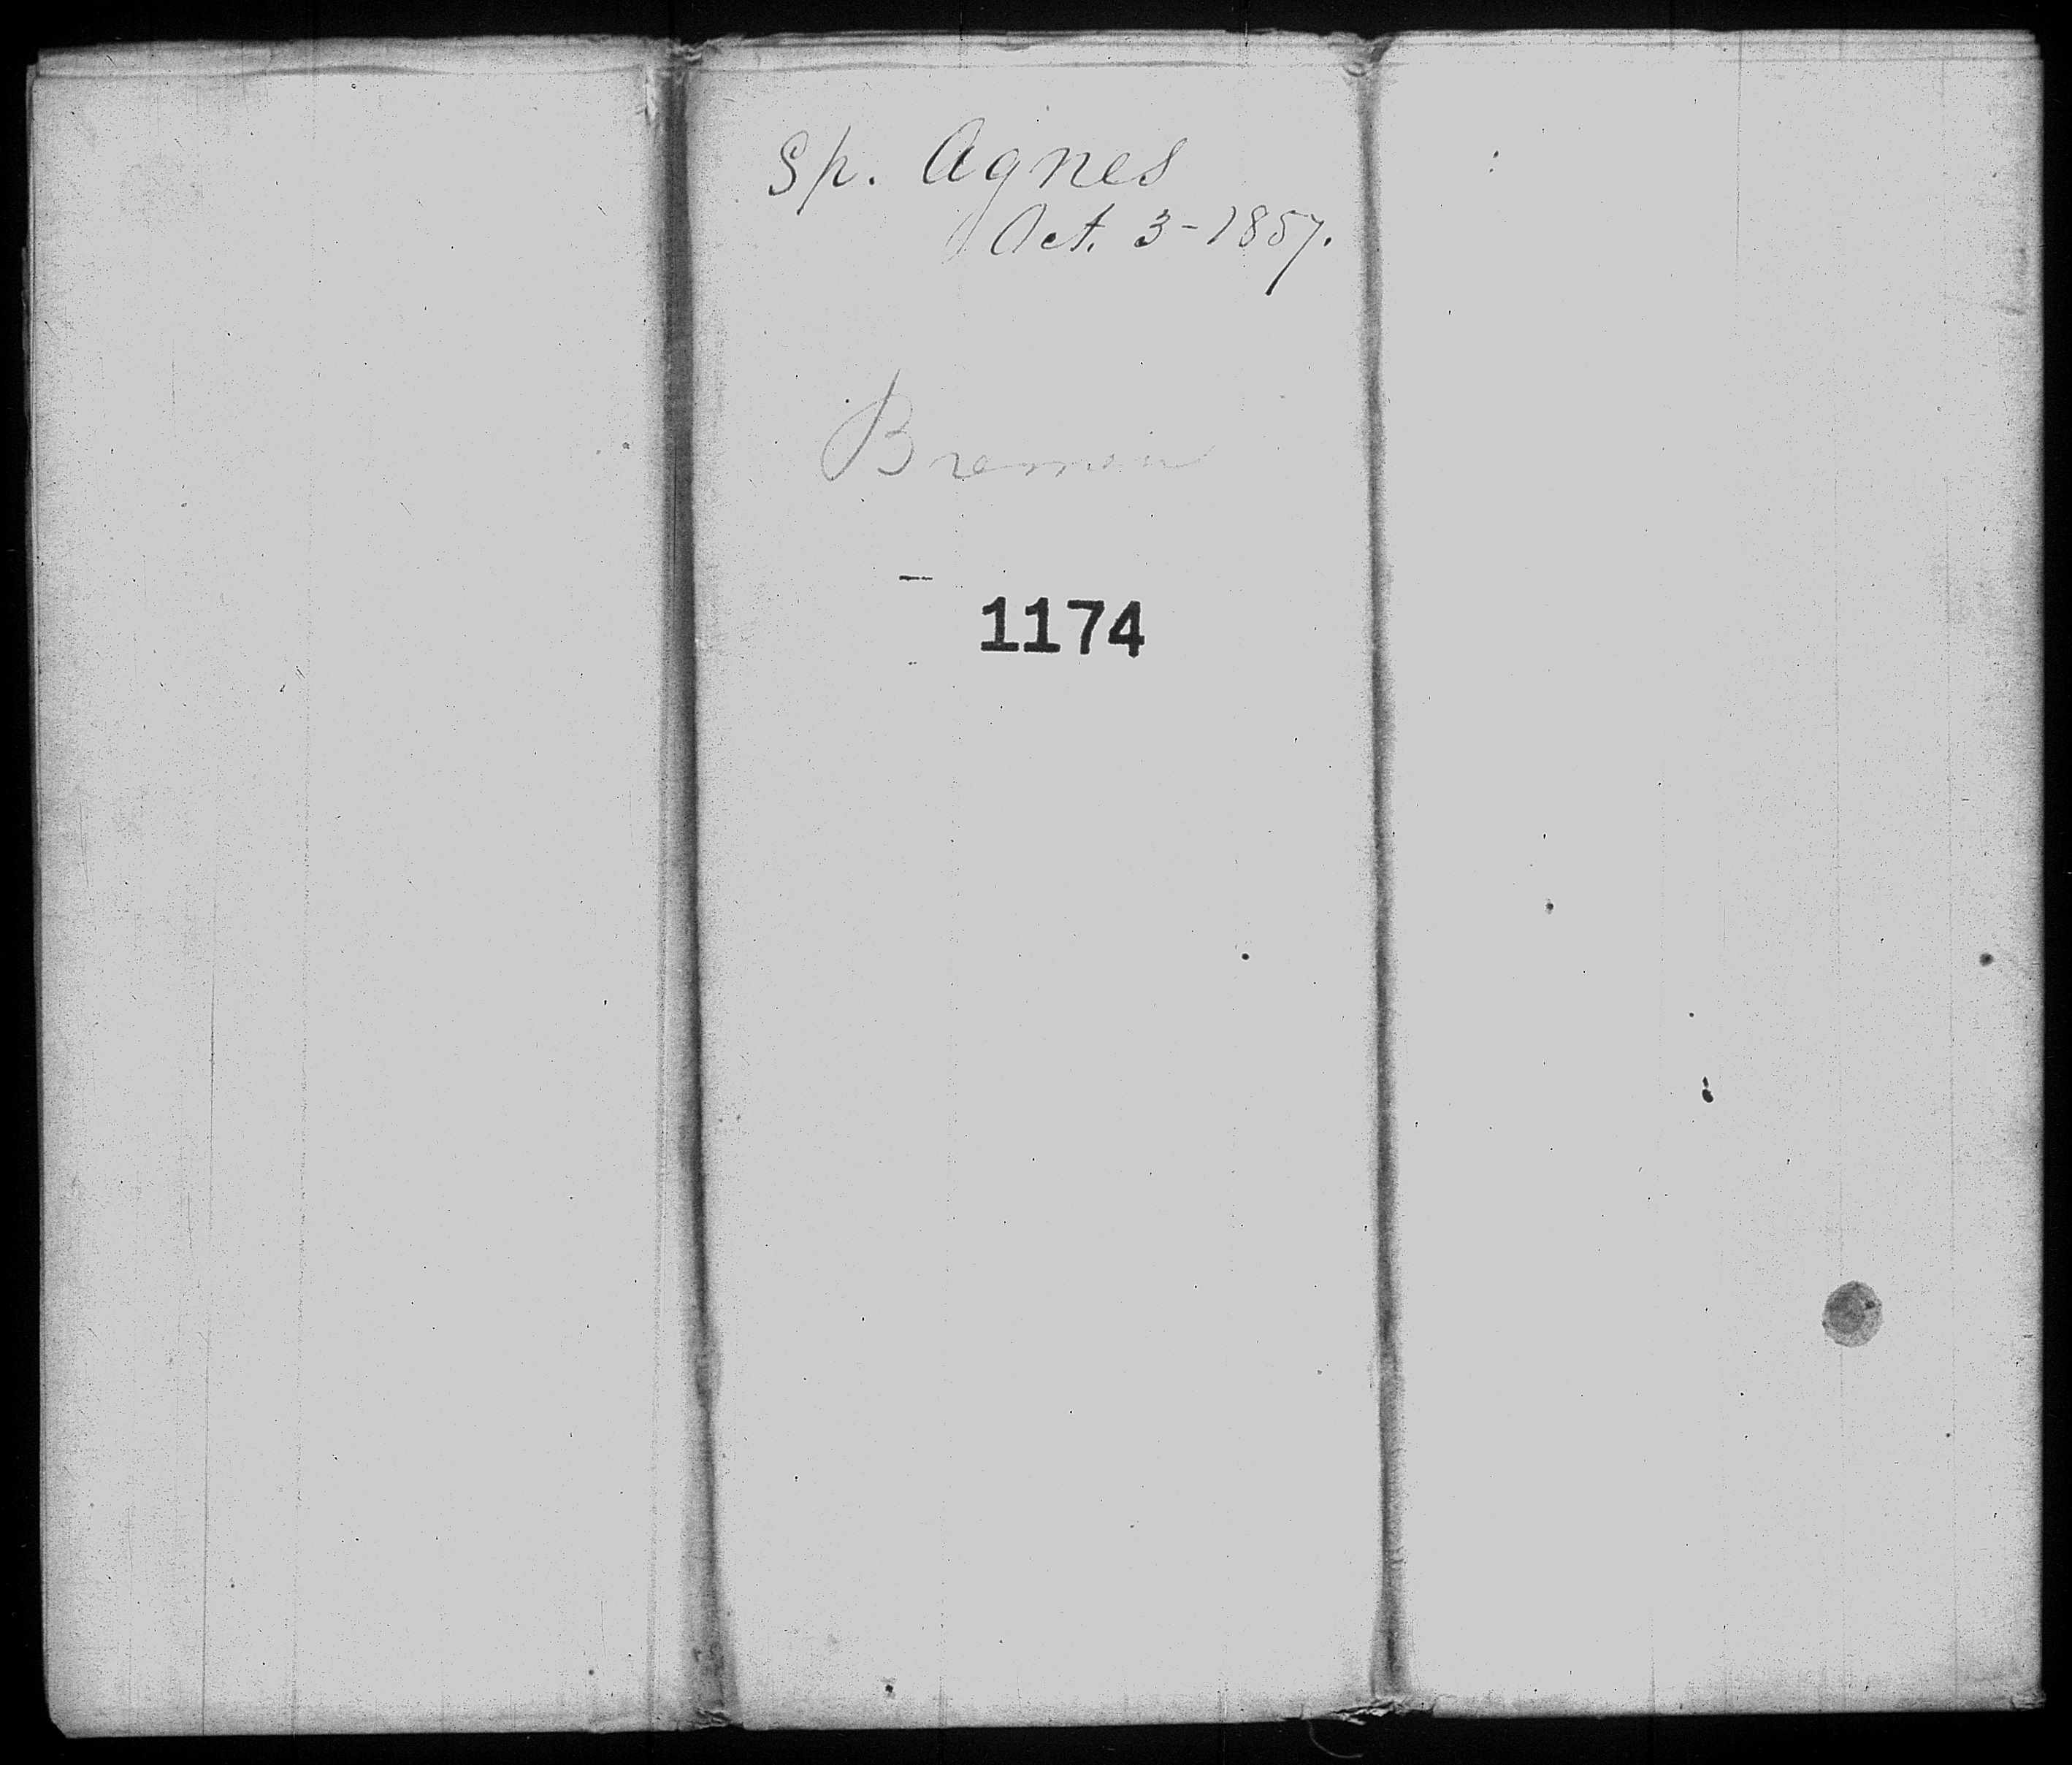 Sp. Agnes
Oct. 3-1857.
Bremen
1174